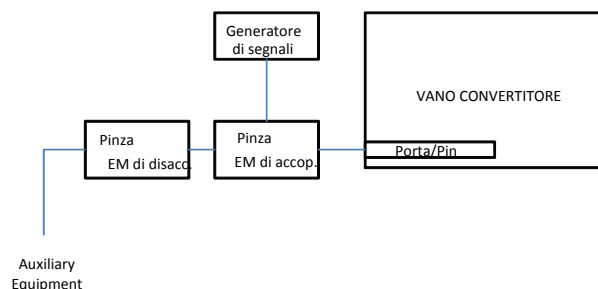 Generatore
di segnali
VANO CONVERTITORE
Pinza
EM di disacc.
Pinza
EM di accop.
Porta/Pin
Auxiliary
Equipment